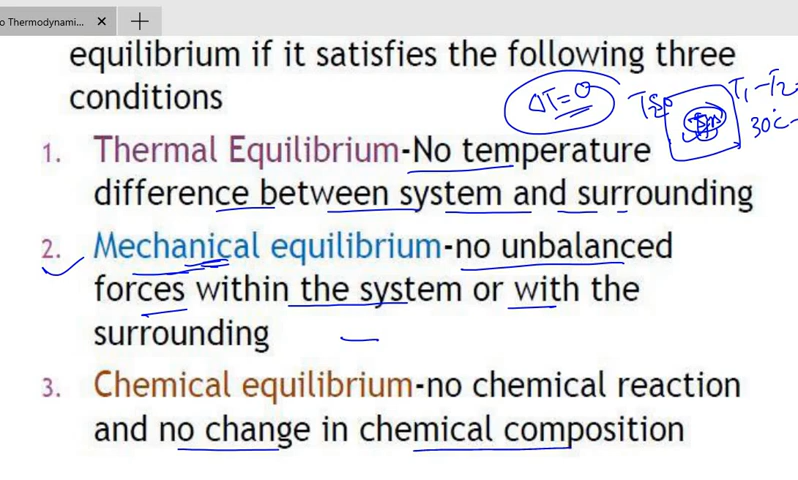 o Thermodynami...
equilibrium if it satisfies the following three
conditions
ΔT=0
T₁-T₂=
30°C-
1. Thermal Equilibrium-No temperature
difference between system and surrounding
2. Mechanical equilibrium-no unbalanced
forces within the system or with the
surrounding
3. Chemical equilibrium-no chemical reaction
and no change in chemical composition